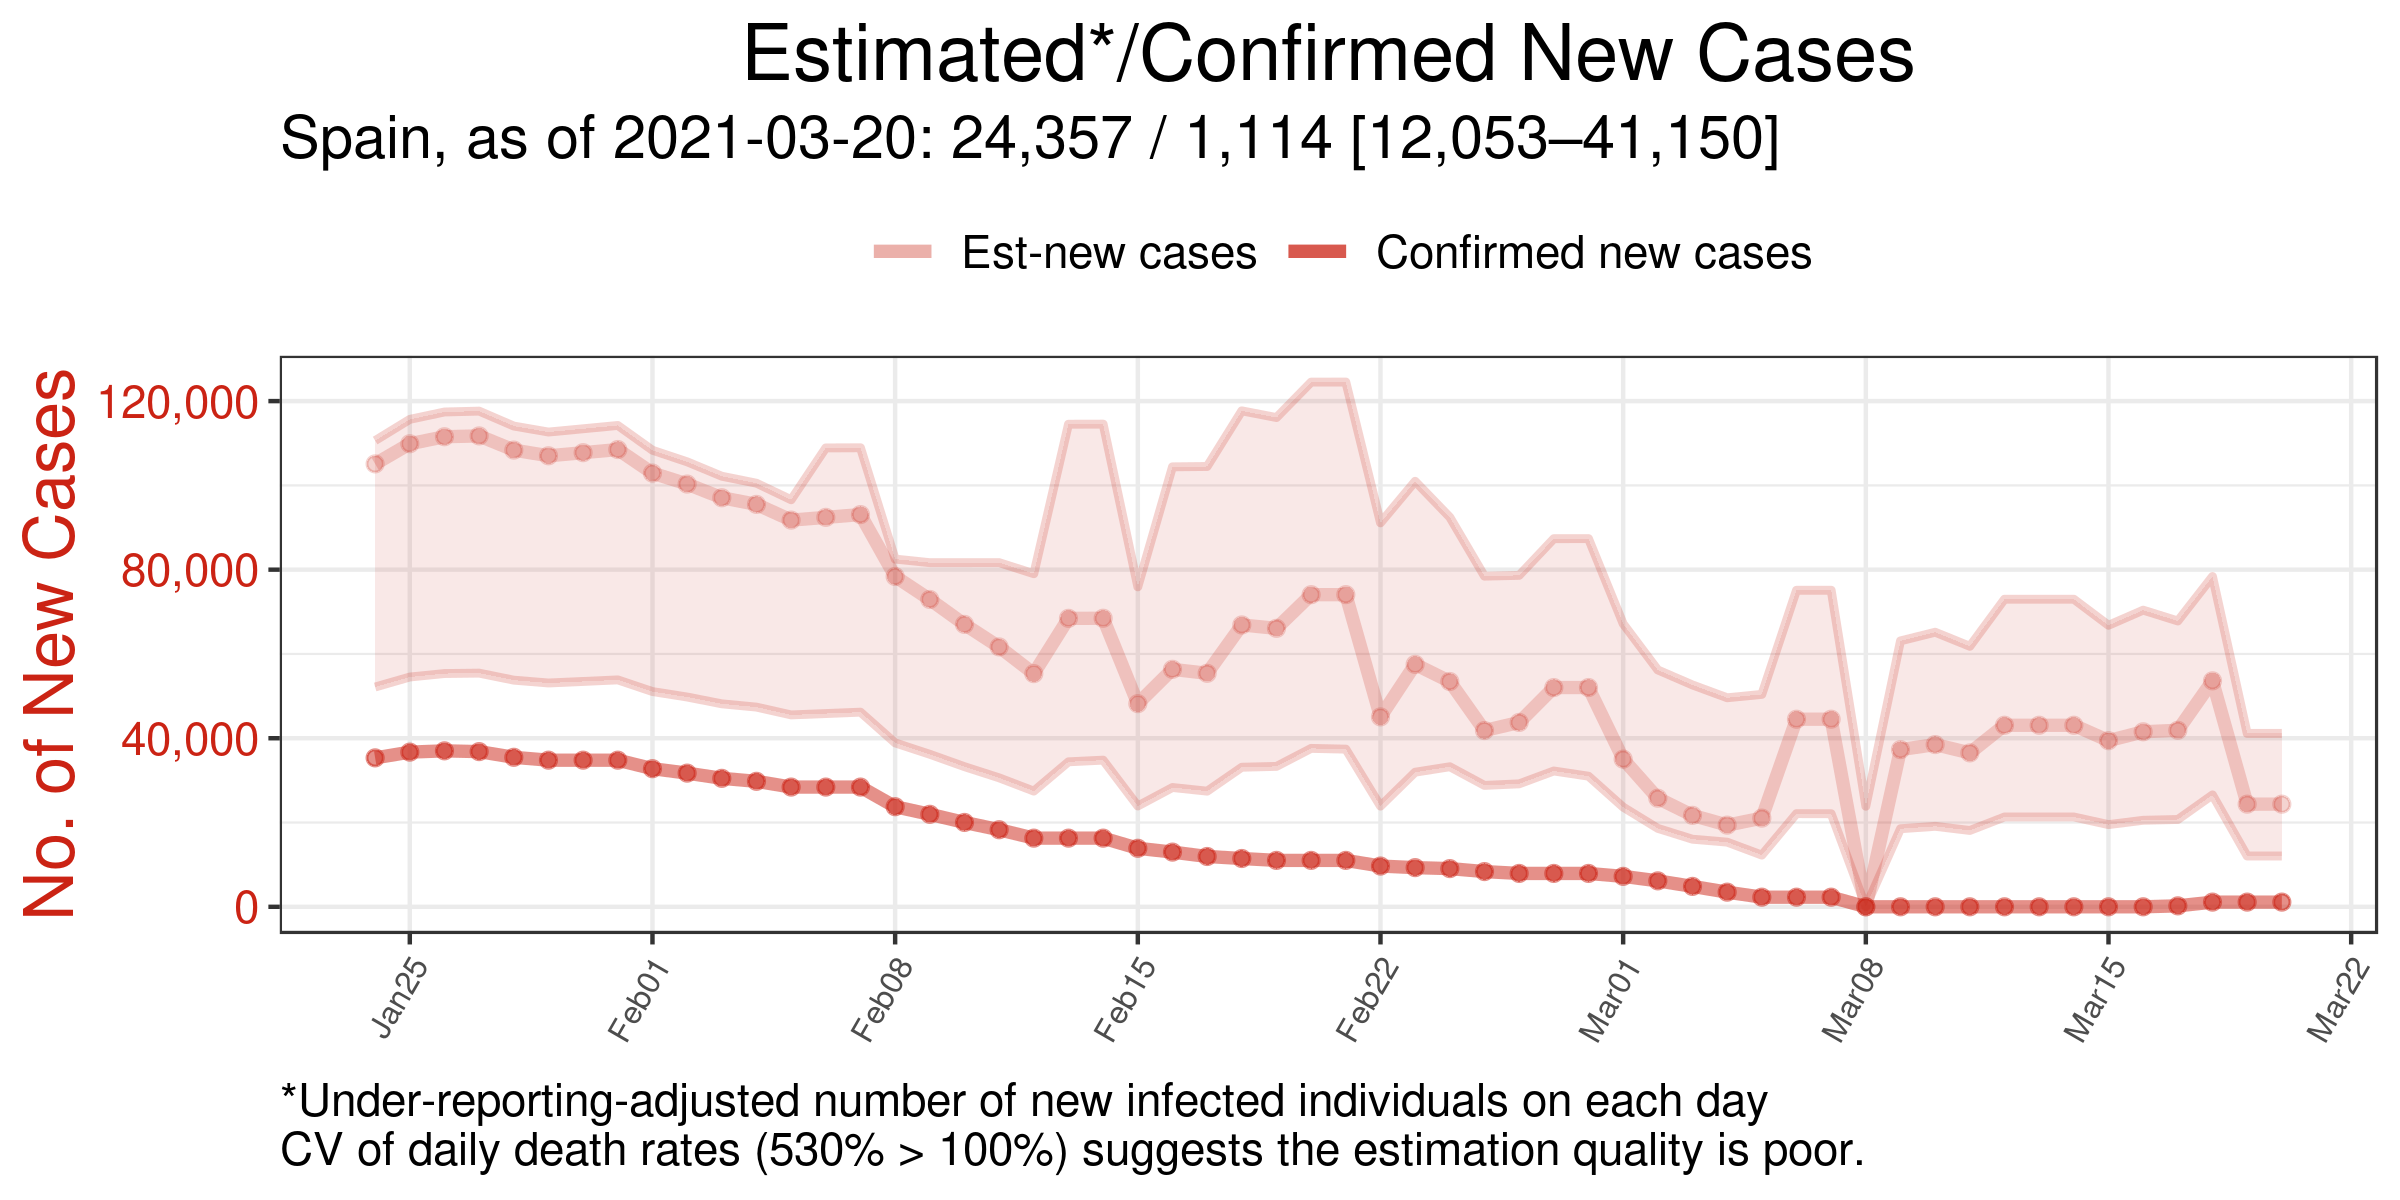 Estimated*/Confirmed New Cases
Spain, as of 2021-03-20: 24,357 / 1,114 [12,053–41,150]
Est-new cases
Confirmed new cases
No. of New Cases
120,000
80,000
40,000
0
Jan25
Feb01
Feb08
Feb15
Feb22
Mar01
Mar08
Mar15
Mar22
*Under-reporting-adjusted number of new infected individuals on each day
CV of daily death rates (530% > 100%) suggests the estimation quality is poor.